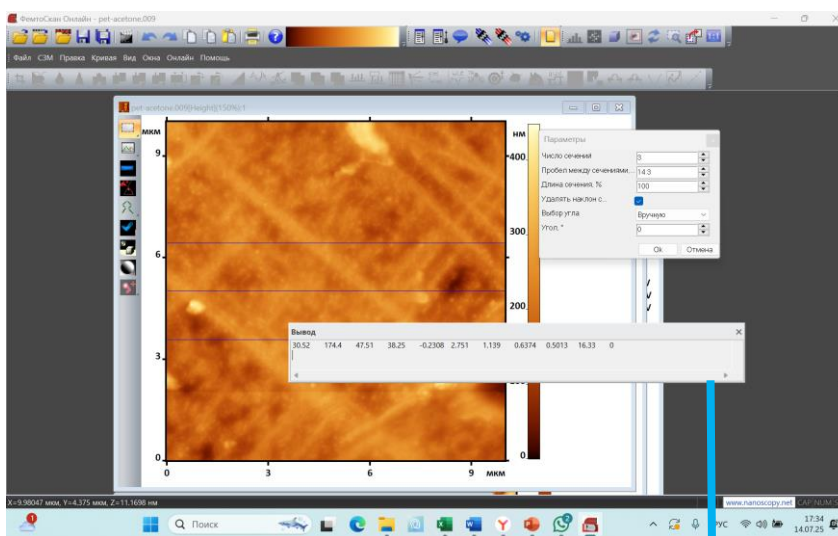 ФемтоСкан Онлайн - pet-acetone,009
Файл СЗМ Правка Кривая Вид Окна Онлайн Помощь
pet-acetone.009|Height|(150%)c1
мкм
9
6
3
0
0 3 6 9 мкм
нм
400
300
200
0
Параметры
Число сечений 3
Пробел между сечениями... 14.3
Длина сечения, % 100
Удалять наклон с...
Выбор угла Вручную
Угол, ° 0
Ok Отмена
Вывод
30.52 174.4 47.51 38.25 -0.2308 2.751 1.139 0.6374 0.5013 16.33 0
X=9.98047 мкм, Y=4.375 мкм, Z=11.1698 нм
www.nanoscopy.net CAP NUM
Поиск
РУС
17:34
14.07.25